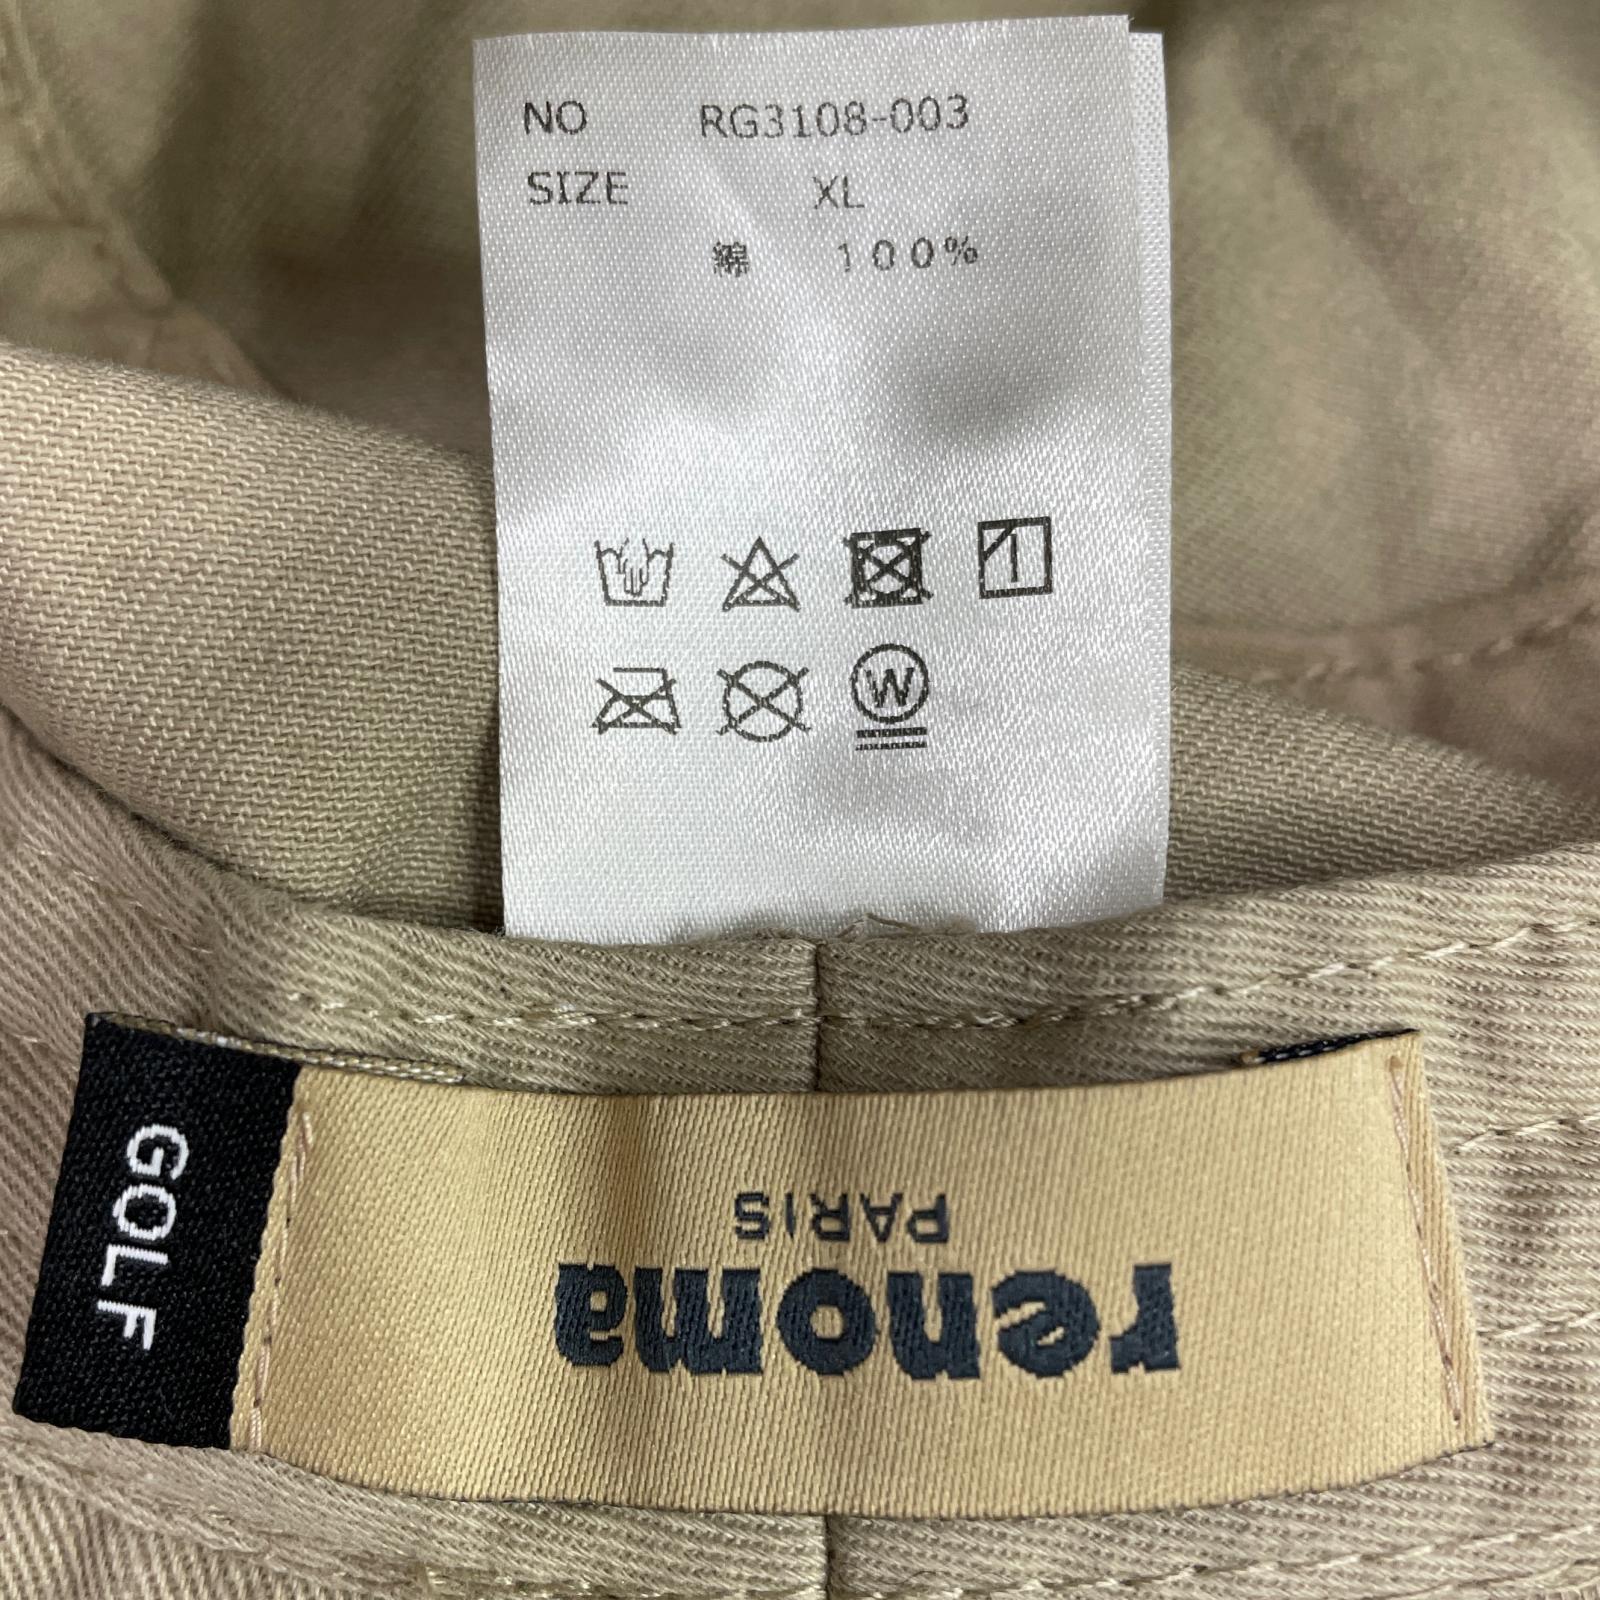 NO RG3108-003
SIZE XL
綿 100%
W
GOLF
renoma
PARIS